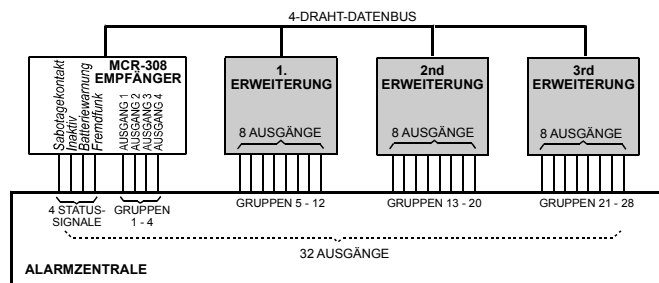 4-DRAHT-DATENBUS
MCR-308
EMPFÄNGER
Sabotagekontakt
Inaktiv
Batteriewarnung
Fremdfunk
AUSGANG 1
AUSGANG 2
AUSGANG 3
AUSGANG 4
1.
ERWEITERUNG
8 AUSGÄNGE
2nd
ERWEITERUNG
8 AUSGÄNGE
3rd
ERWEITERUNG
8 AUSGÄNGE
4 STATUS-
SIGNALE
GRUPPEN
1 - 4
GRUPPEN 5 - 12
GRUPPEN 13 - 20
GRUPPEN 21 - 28
32 AUSGÄNGE
ALARMZENTRALE